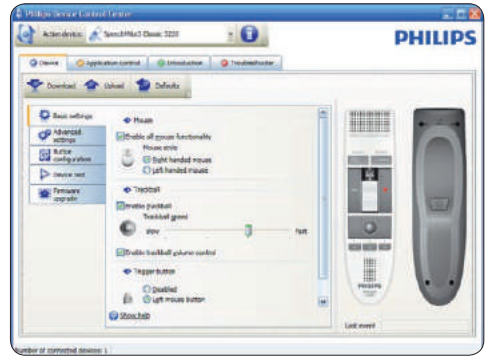 Philips Device Control Center
Active device: SpeechMike3 Classic 3220
PHILIPS
Device Application control Introduction Troubleshooter
Download Upload Defaults
Basic settings
Advanced settings
Button configuration
Device test
Firmware upgrade
Mouse
Enable all mouse functionality
Mouse style
Right handed mouse
Left handed mouse
Trackball
Enable trackball
Trackball speed
slow fast
Enable trackball volume control
Trigger button
Disabled
Left mouse button
Show help
PHILIPS
Last event
Number of connected devices: 1